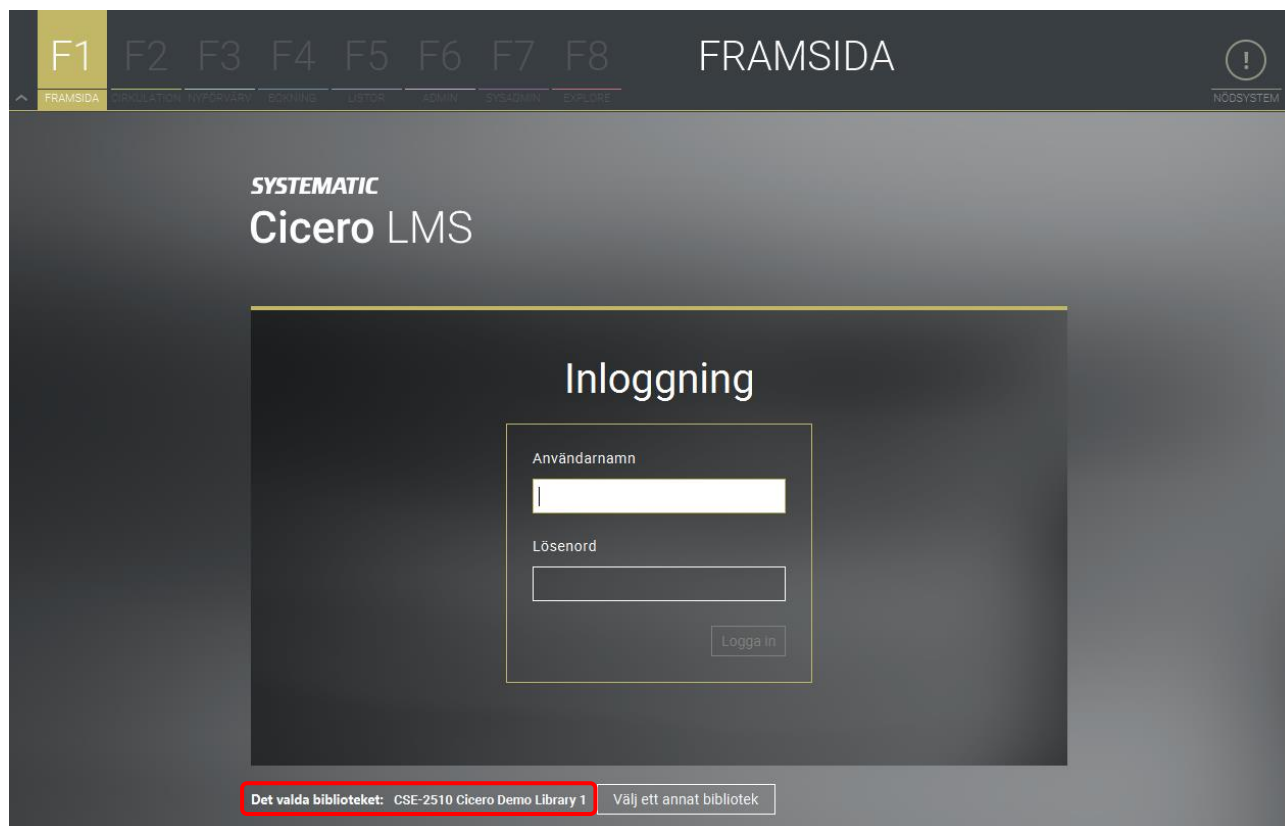 F1 F2 F3 F4 F5 F6 F7 F8 FRAMSIDA
FRAMSIDA CIRKULATION NYFÖRVÄRV BOKNING LISTOR ADMIN SYSADMIN EXPLORE NÖDSYSTEM
SYSTEMATIC
Cicero LMS
Inloggning
Användarnamn
Lösenord
Logga in
Det valda biblioteket: CSE-2510 Cicero Demo Library 1 Välj ett annat bibliotek